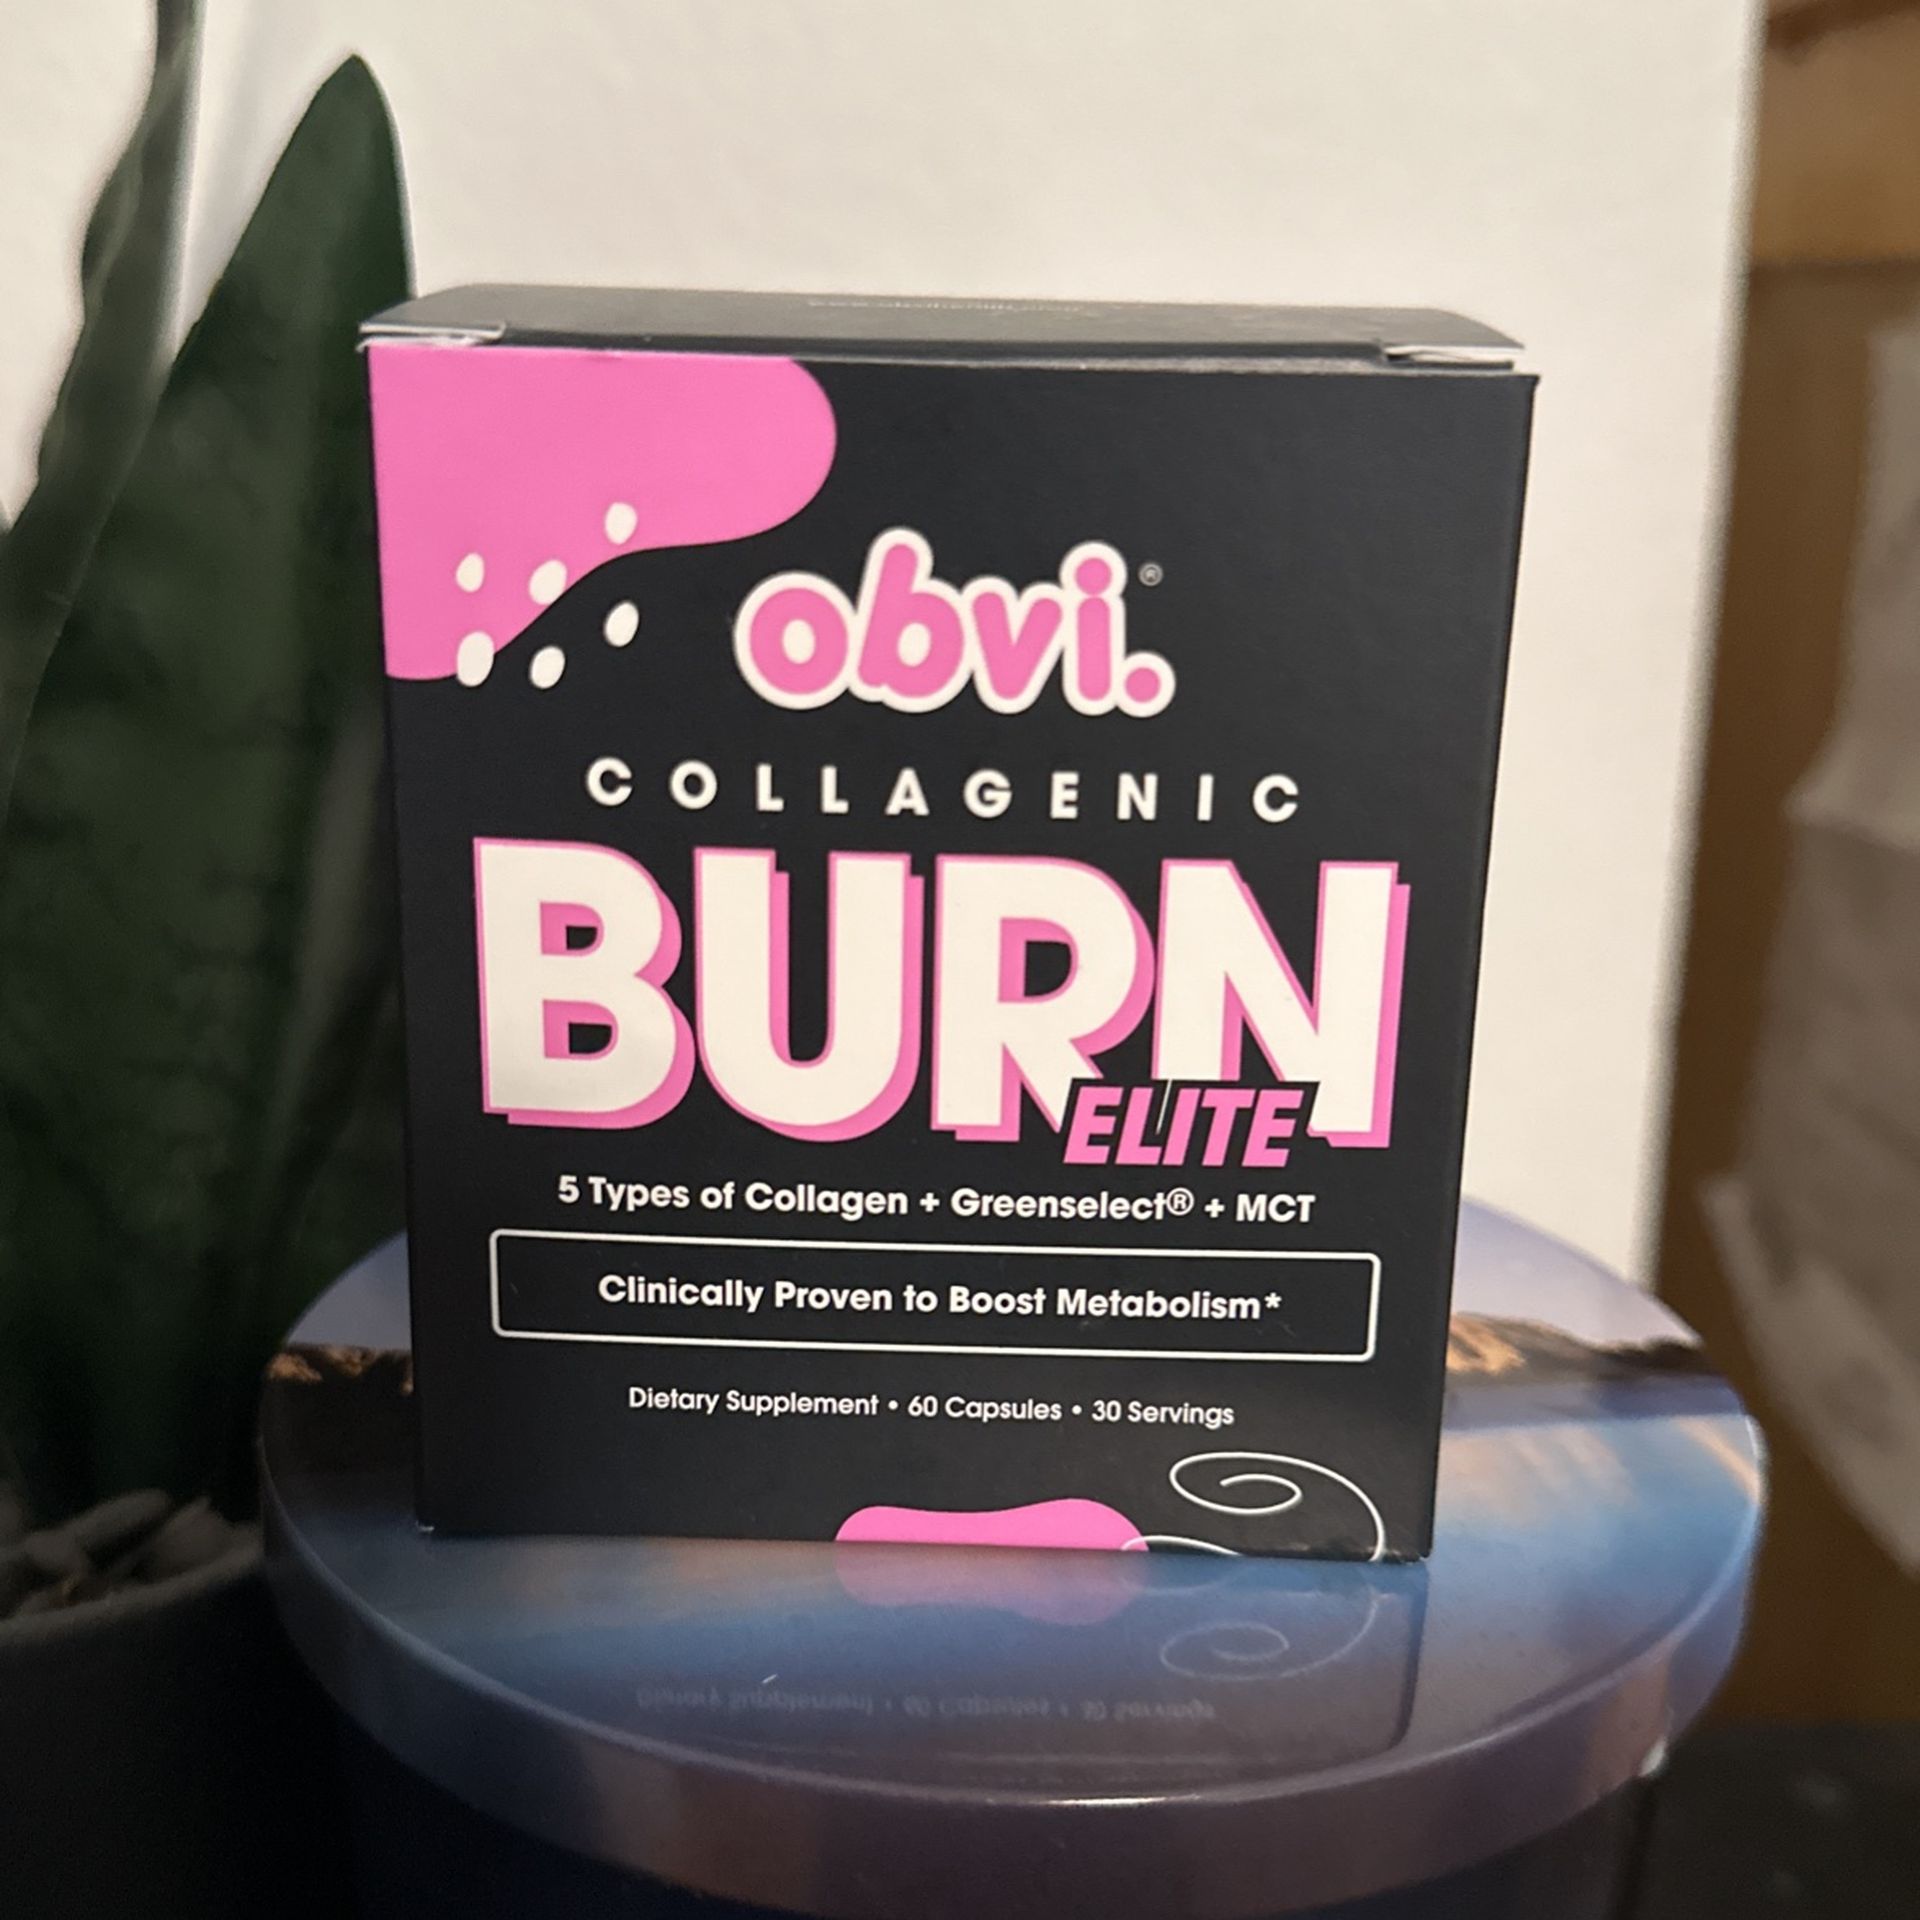 obvi.®
COLLAGENIC
BURN
ELITE
5 Types of Collagen + Greenselect® + MCT
Clinically Proven to Boost Metabolism*
Dietary Supplement • 60 Capsules • 30 Servings